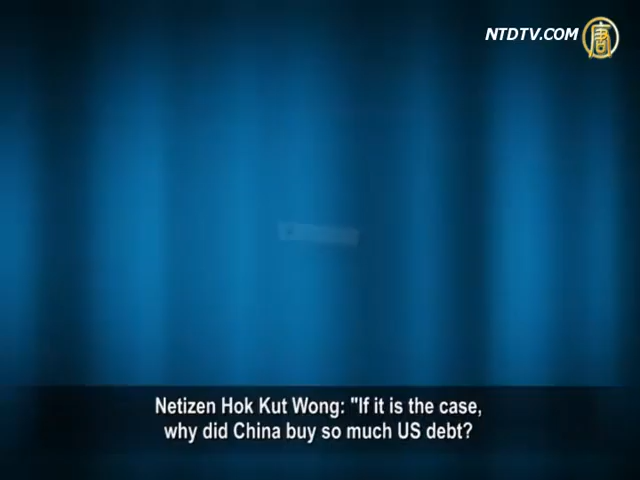 NTDTV.COM 唐
Netizen Hok Kut Wong: "If it is the case,
why did China buy so much US debt?